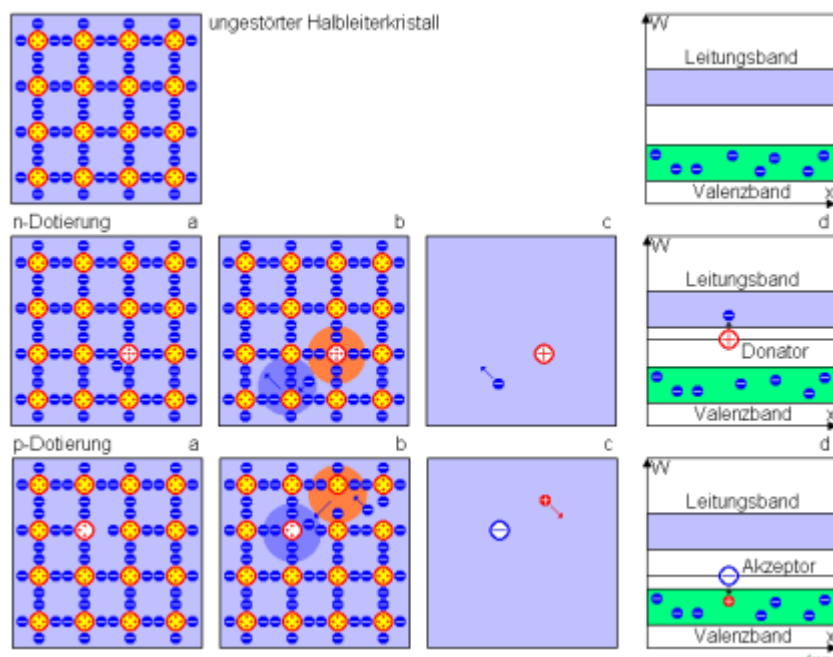 ungestörter Halbleiterkristall
W
Leitungsband
Valenzband x
n-Dotierung a b c d
W
Leitungsband
Donator
Valenzband x
p-Dotierung a b c d
W
Leitungsband
Akzeptor
Valenzband x